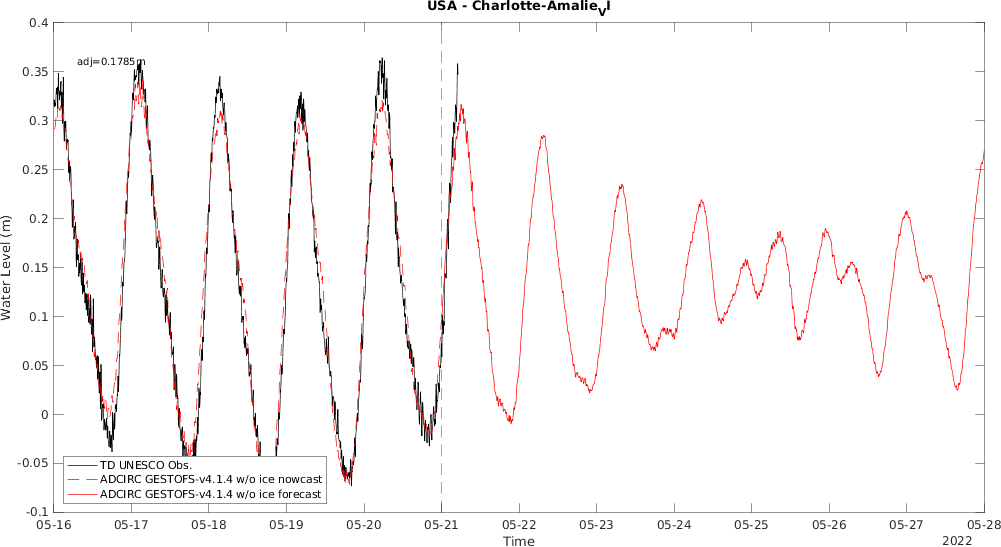 USA - Charlotte-Amalie_VI
adj=0.1785m
0.4
0.35
0.3
0.25
0.2
0.15
0.1
0.05
0
-0.05
-0.1
Water Level (m)
TD UNESCO Obs.
ADCIRC GESTOFS-v4.1.4 w/o ice nowcast
ADCIRC GESTOFS-v4.1.4 w/o ice forecast
05-16 05-17 05-18 05-19 05-20 05-21 05-22 05-23 05-24 05-25 05-26 05-27 05-28
Time
2022